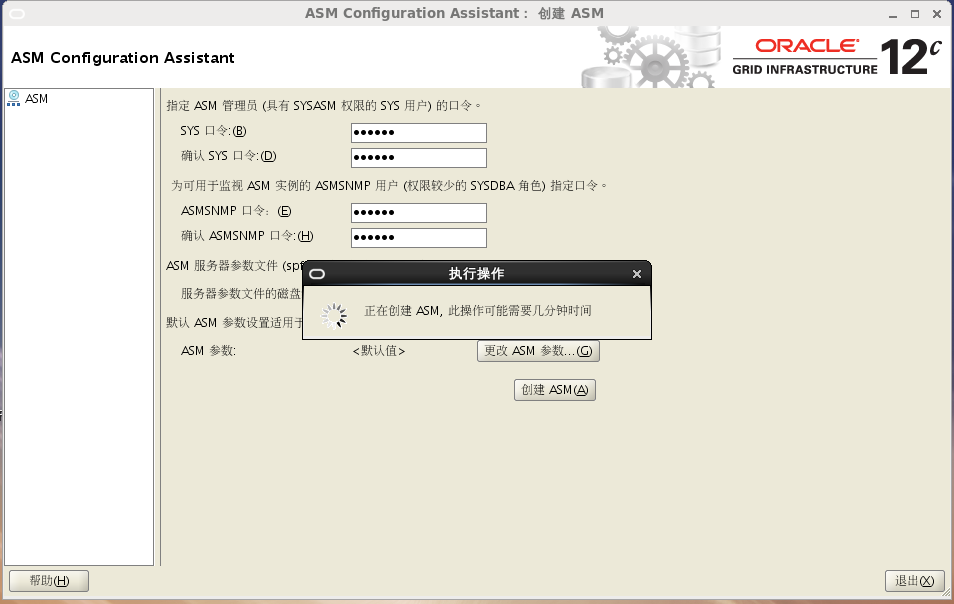 ASM Configuration Assistant： 创建 ASM
ASM Configuration Assistant
ORACLE
GRID INFRASTRUCTURE 12c
ASM
指定 ASM 管理员 (具有 SYSASM 权限的 SYS 用户) 的口令。
SYS 口令:(B)
••••••
确认 SYS 口令:(D)
••••••
为可用于监视 ASM 实例的 ASMSNMP 用户 (权限较少的 SYSDBA 角色) 指定口令。
ASMSNMP 口令： (E)
••••••
确认 ASMSNMP 口令:(H)
••••••
ASM 服务器参数文件 (spf
执行操作
服务器参数文件的磁盘
正在创建 ASM, 此操作可能需要几分钟时间
默认 ASM 参数设置适用于
ASM 参数: <默认值> 更改 ASM 参数...(G)
创建 ASM(A)
帮助(H) 退出(X)